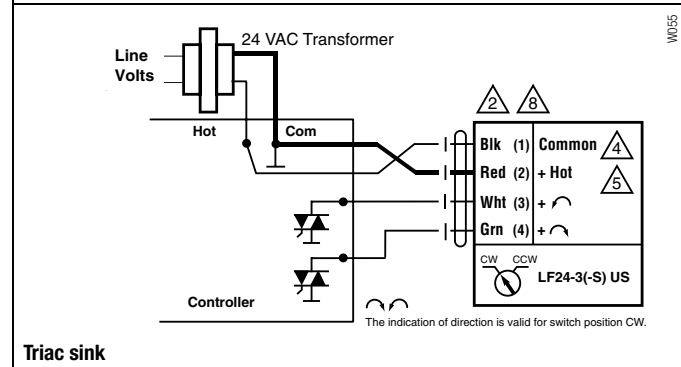 24 VAC Transformer
W055
Line
Volts
Hot Com
2 8
Blk (1) Common 4
Red (2) + Hot 5
Wht (3) +
Grn (4) +
CW CCW
LF24-3(-S) US
Controller
The indication of direction is valid for switch position CW.
Triac sink